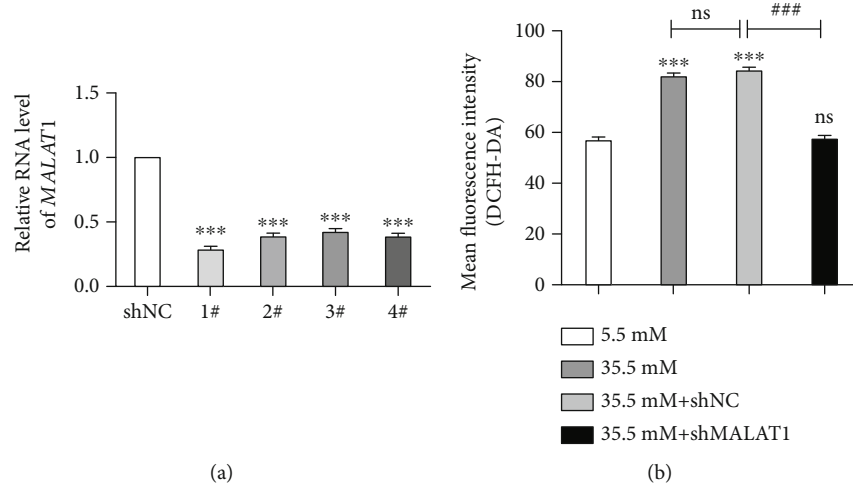 Relative RNA level
of MALAT1
1.5
1.0
0.5
0.0
***
***
***
***
shNC 1# 2# 3# 4#
(a)
Mean fluorescence intensity
(DCFH-DA)
100
80
60
40
20
0
ns
###
***
***
ns
5.5 mM
35.5 mM
35.5 mM+shNC
35.5 mM+shMALAT1
(b)